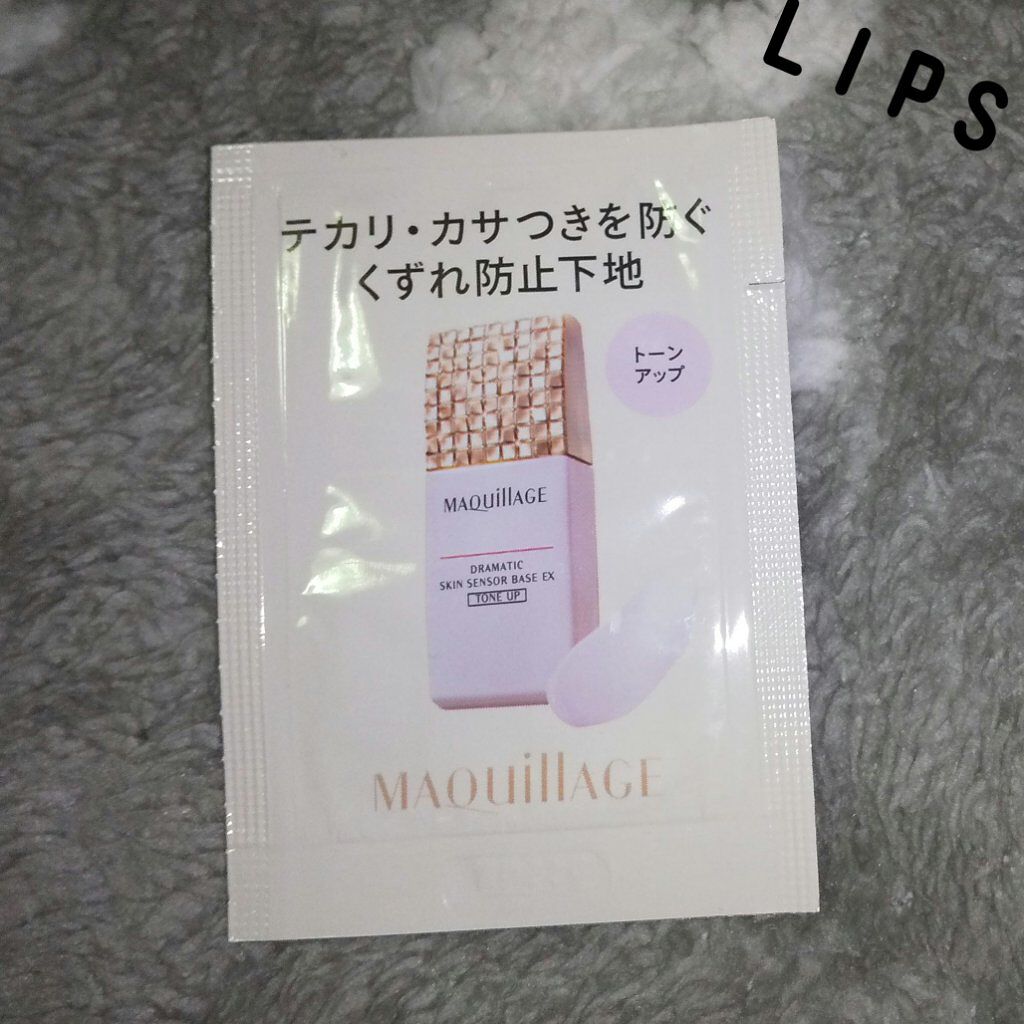 LIPS
テカリ・カサつきを防ぐ
くずれ防止下地
トーン
アップ
MAQuillAGE
DRAMATIC
SKIN SENSOR BASE EX
TONE UP
MAQuillAGE